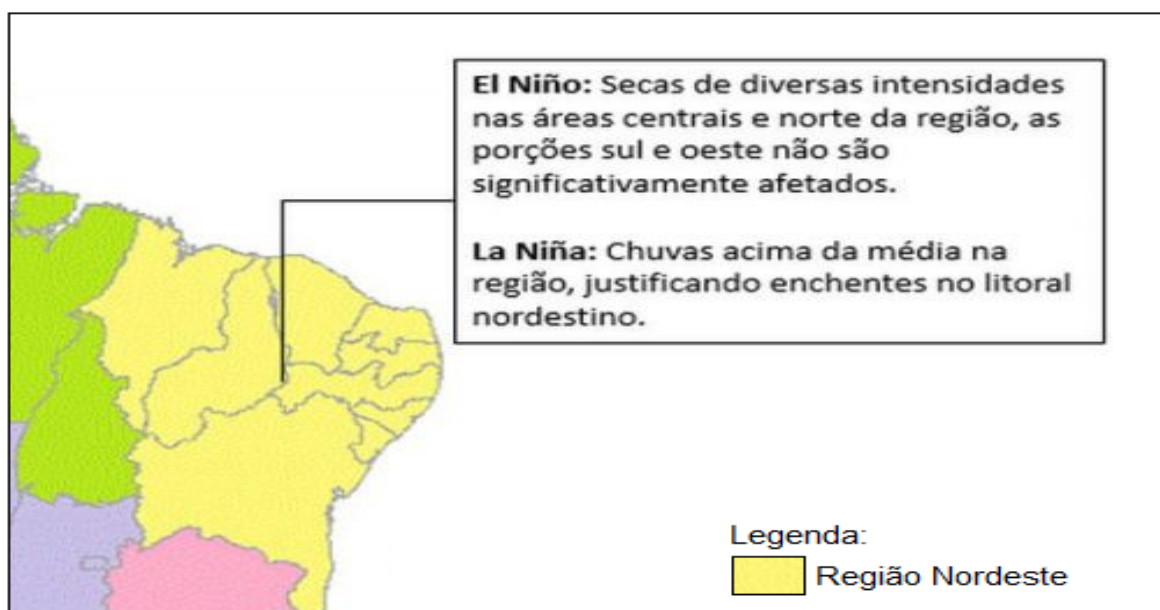 El Niño: Secas de diversas intensidades
nas áreas centrais e norte da região, as
porções sul e oeste não são
significativamente afetados.
La Niña: Chuvas acima da média na
região, justificando enchentes no litoral
nordestino.
Legenda:
Região Nordeste